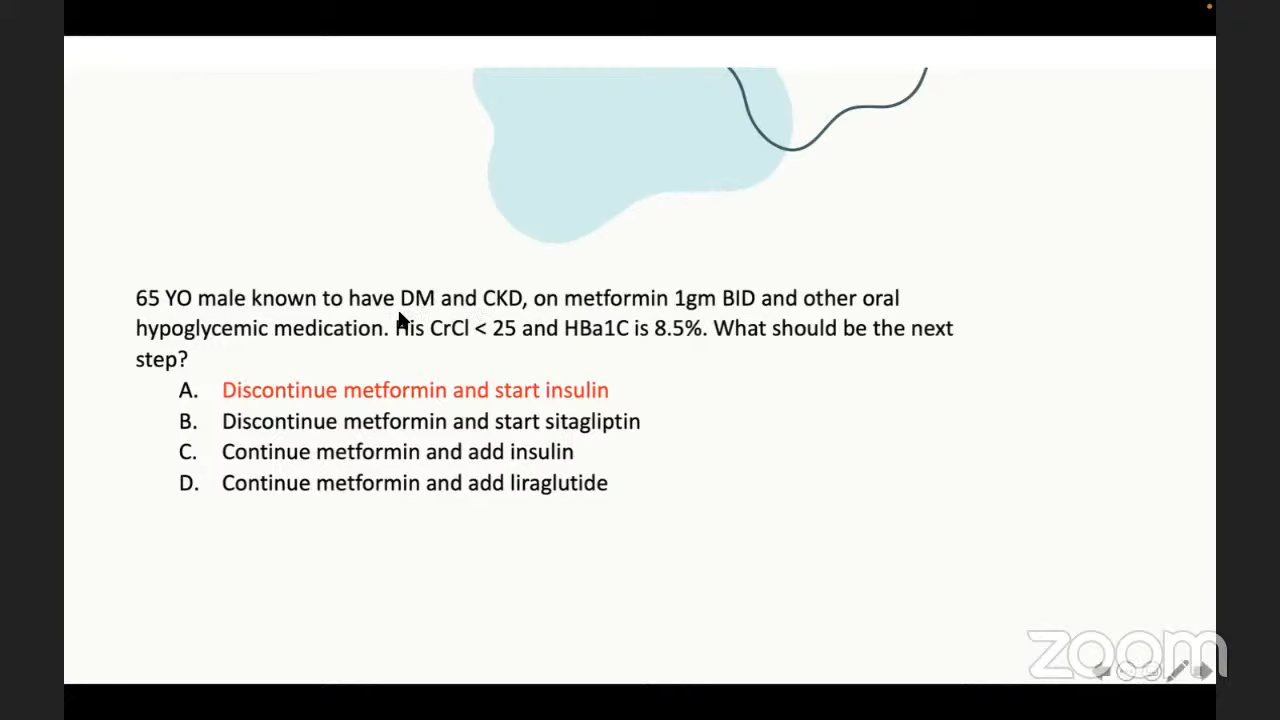 65 YO male known to have DM and CKD, on metformin 1gm BID and other oral
hypoglycemic medication. His CrCl < 25 and HBa1C is 8.5%. What should be the next
step?
A. Discontinue metformin and start insulin
B. Discontinue metformin and start sitagliptin
C. Continue metformin and add insulin
D. Continue metformin and add liraglutide
zoom